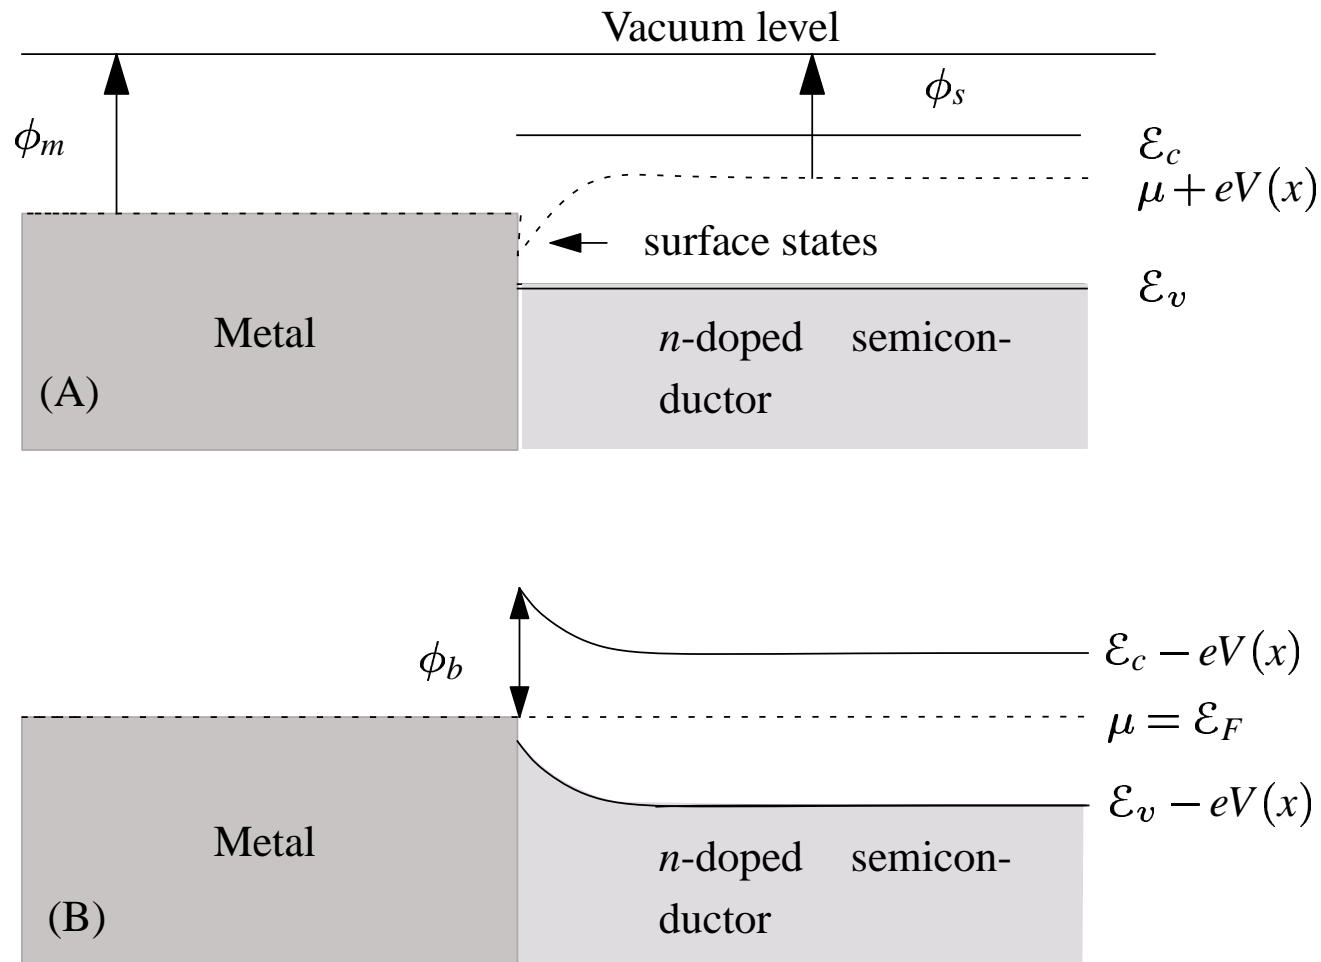 Vacuum level
ϕs
ϕm
ℰc
μ + eV(x)
surface states
ℰv
Metal
n-doped semicon-
ductor
(A)
ϕb
ℰc − eV(x)
μ = ℰF
ℰv − eV(x)
Metal
n-doped semicon-
ductor
(B)